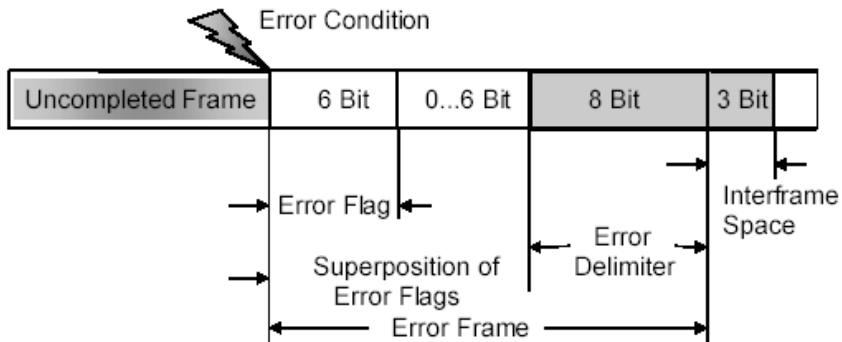 Error Condition
Uncompleted Frame
6 Bit
0...6 Bit
8 Bit
3 Bit
Error Flag
Interframe
Space
Superposition of
Error Flags
Error
Delimiter
Error Frame